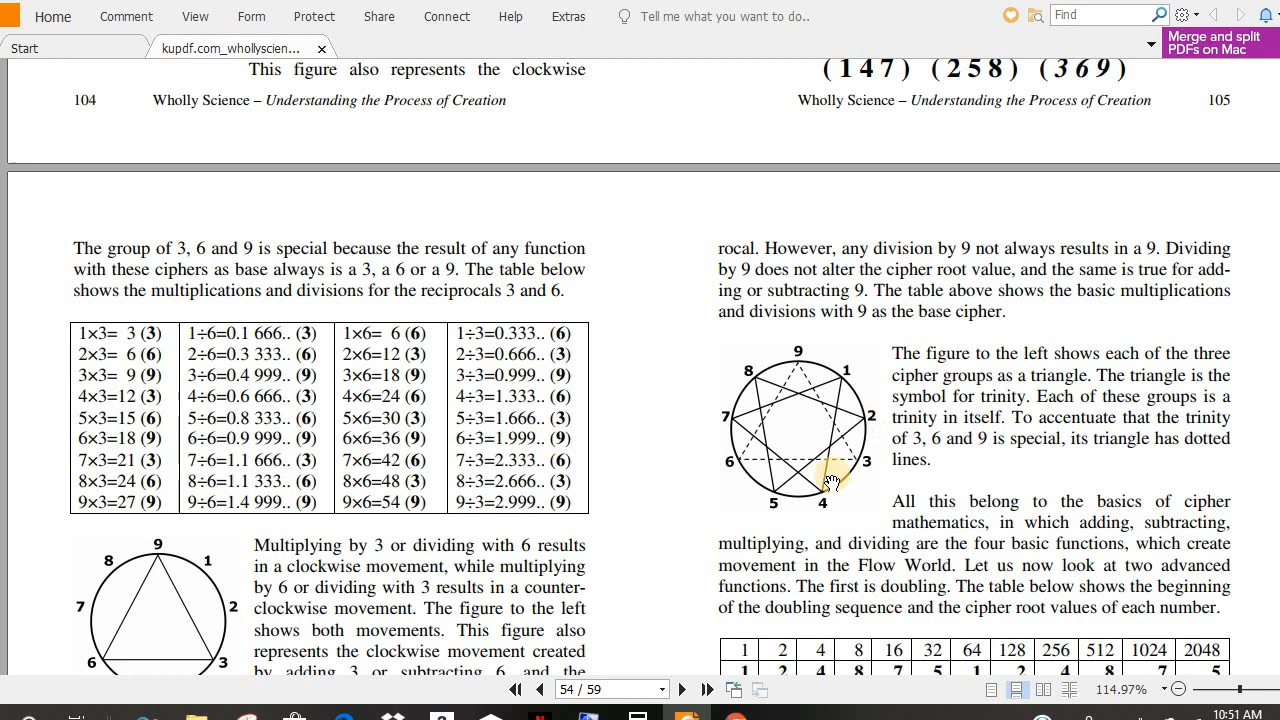 Home Comment View Form Protect Share Connect Help Extras Tell me what you want to do.. Find
Merge and split
PDFs on Mac
Start kupdf.com_whollyscien...
This figure also represents the clockwise
(147) (258) (369)
104 Wholly Science – Understanding the Process of Creation
Wholly Science – Understanding the Process of Creation 105
The group of 3, 6 and 9 is special because the result of any function
with these ciphers as base always is a 3, a 6 or a 9. The table below
shows the multiplications and divisions for the reciprocals 3 and 6.
1×3= 3 (3) 1÷6=0.1 666.. (3) 1×6= 6 (6) 1÷3=0.333.. (6)
2×3= 6 (6) 2÷6=0.3 333.. (6) 2×6=12 (3) 2÷3=0.666.. (3)
3×3= 9 (9) 3÷6=0.4 999.. (9) 3×6=18 (9) 3÷3=0.999.. (9)
4×3=12 (3) 4÷6=0.6 666.. (3) 4×6=24 (6) 4÷3=1.333.. (6)
5×3=15 (6) 5÷6=0.8 333.. (6) 5×6=30 (3) 5÷3=1.666.. (3)
6×3=18 (9) 6÷6=0.9 999.. (9) 6×6=36 (9) 6÷3=1.999.. (9)
7×3=21 (3) 7÷6=1.1 666.. (3) 7×6=42 (6) 7÷3=2.333.. (6)
8×3=24 (6) 8÷6=1.1 333.. (6) 8×6=48 (3) 8÷3=2.666.. (3)
9×3=27 (9) 9÷6=1.4 999.. (9) 9×6=54 (9) 9÷3=2.999.. (9)
9
8 1
7 2
6 3
Multiplying by 3 or dividing with 6 results
in a clockwise movement, while multiplying
by 6 or dividing with 3 results in a counter-
clockwise movement. The figure to the left
shows both movements. This figure also
represents the clockwise movement created
by adding 3 or subtracting 6, and the
rocal. However, any division by 9 not always results in a 9. Dividing
by 9 does not alter the cipher root value, and the same is true for add-
ing or subtracting 9. The table above shows the basic multiplications
and divisions with 9 as the base cipher.
9
8 1
7 2
6 3
5 4
The figure to the left shows each of the three
cipher groups as a triangle. The triangle is the
symbol for trinity. Each of these groups is a
trinity in itself. To accentuate that the trinity
of 3, 6 and 9 is special, its triangle has dotted
lines.
All this belong to the basics of cipher
mathematics, in which adding, subtracting,
multiplying, and dividing are the four basic functions, which create
movement in the Flow World. Let us now look at two advanced
functions. The first is doubling. The table below shows the beginning
of the doubling sequence and the cipher root values of each number.
1 2 4 8 16 32 64 128 256 512 1024 2048
1 2 4 8 7 5 1 2 4 8 7 5
54 / 59 114.97%
10:51 AM